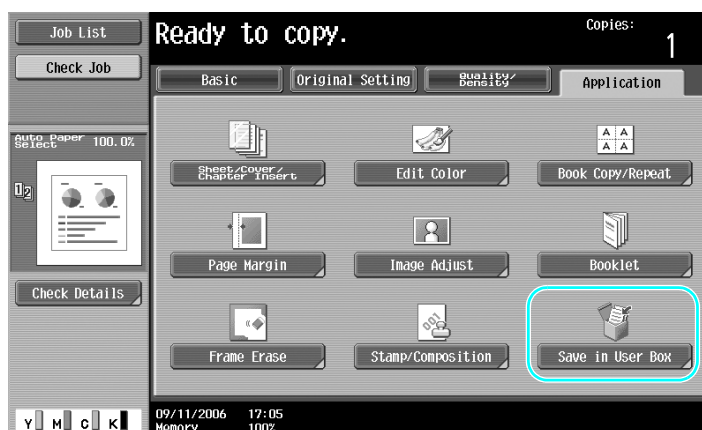 Job List
Check Job
Ready to copy.
Copies:
1
Basic
Original Setting
Quality/
Density
Application
Auto Paper
Select
100.0%
12
Sheet/Cover/
Chapter Insert
Edit Color
A A
A A
Book Copy/Repeat
Page Margin
Image Adjust
Booklet
Check Details
Frame Erase
001
Stamp/Composition
Save in User Box
Y M C K
09/11/2006 17:05
Memory 100%